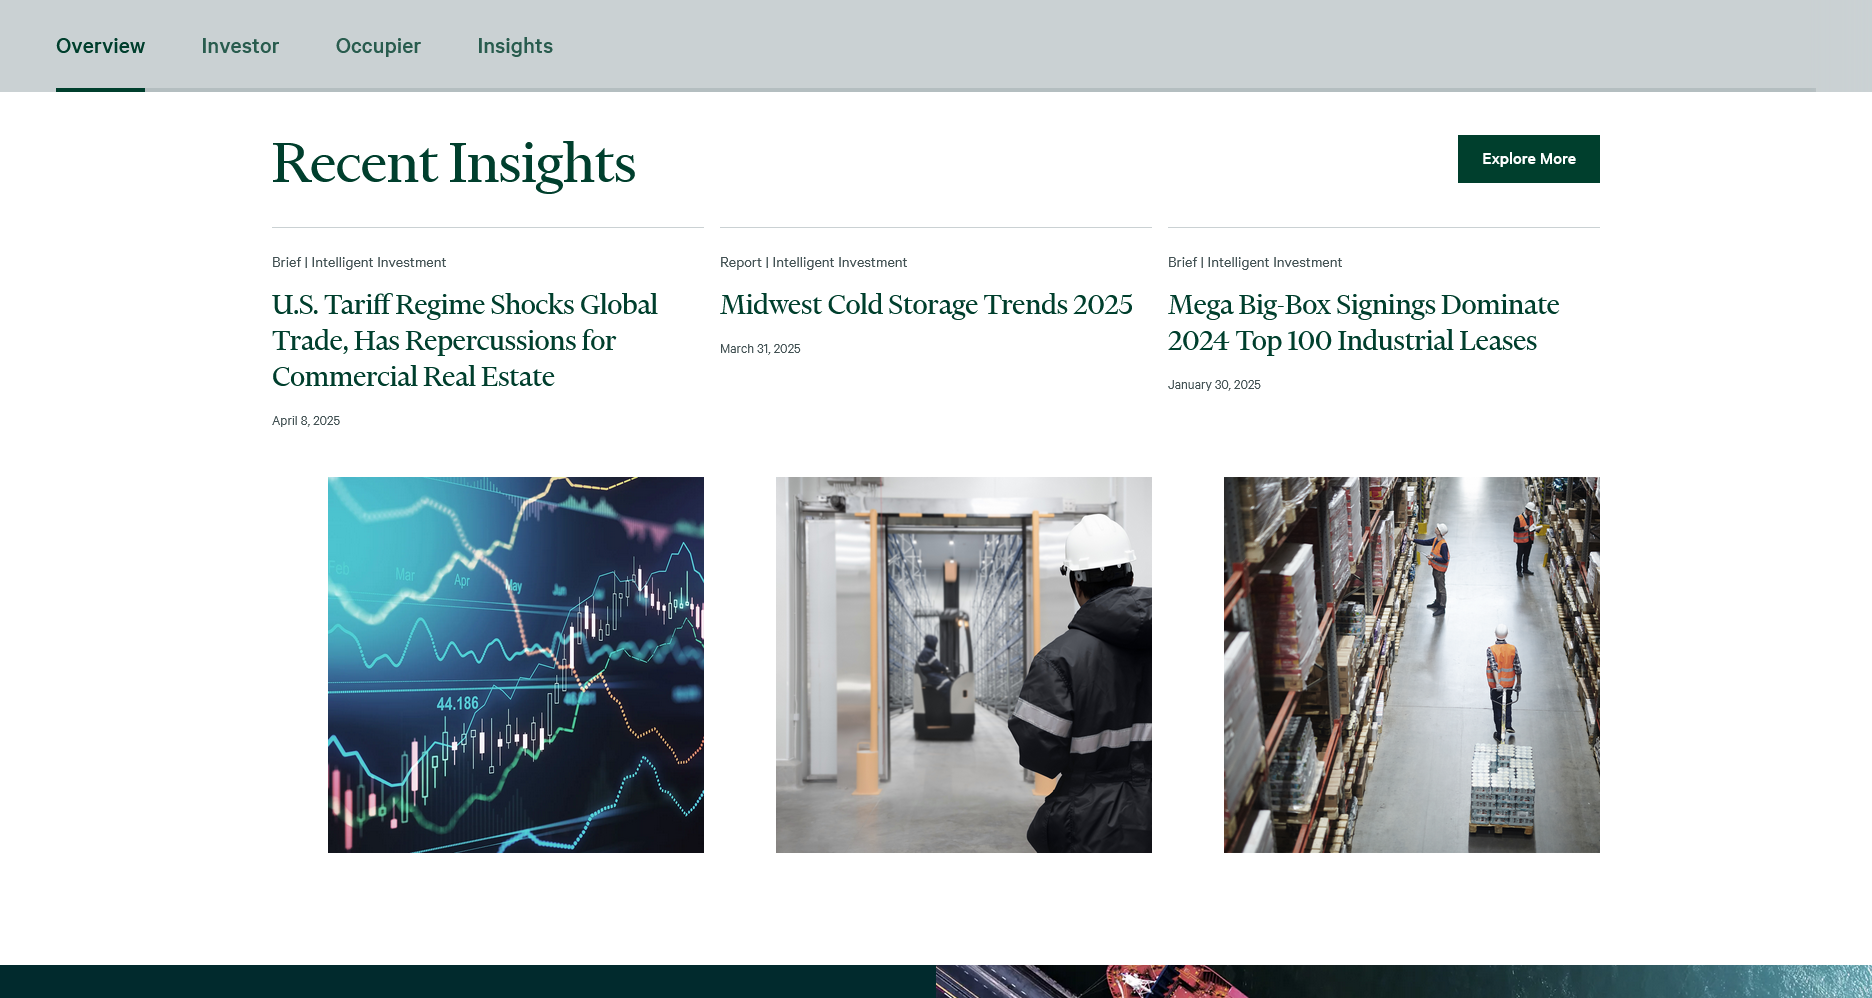 Overview
Investor
Occupier
Insights
Recent Insights
Explore More
Brief | Intelligent Investment
U.S. Tariff Regime Shocks Global
Trade, Has Repercussions for
Commercial Real Estate
April 8, 2025
Report | Intelligent Investment
Midwest Cold Storage Trends 2025
March 31, 2025
Brief | Intelligent Investment
Mega Big-Box Signings Dominate
2024 Top 100 Industrial Leases
January 30, 2025
Feb
Mar
Apr
May
Jun
44.186